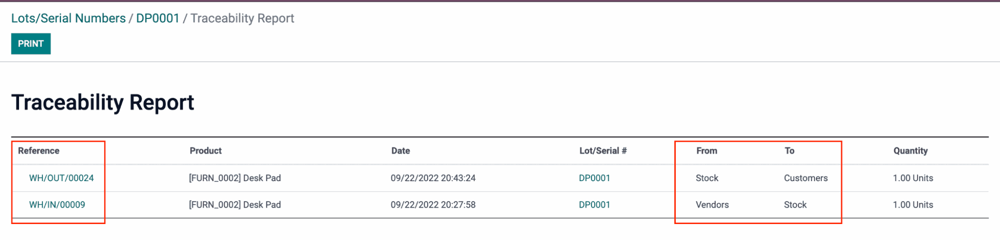 Lots/Serial Numbers / DP0001 / Traceability Report
PRINT
Traceability Report
Reference Product Date Lot/Serial # From To Quantity
WH/OUT/00024 [FURN_0002] Desk Pad 09/22/2022 20:43:24 DP0001 Stock Customers 1.00 Units
WH/IN/00009 [FURN_0002] Desk Pad 09/22/2022 20:27:58 DP0001 Vendors Stock 1.00 Units